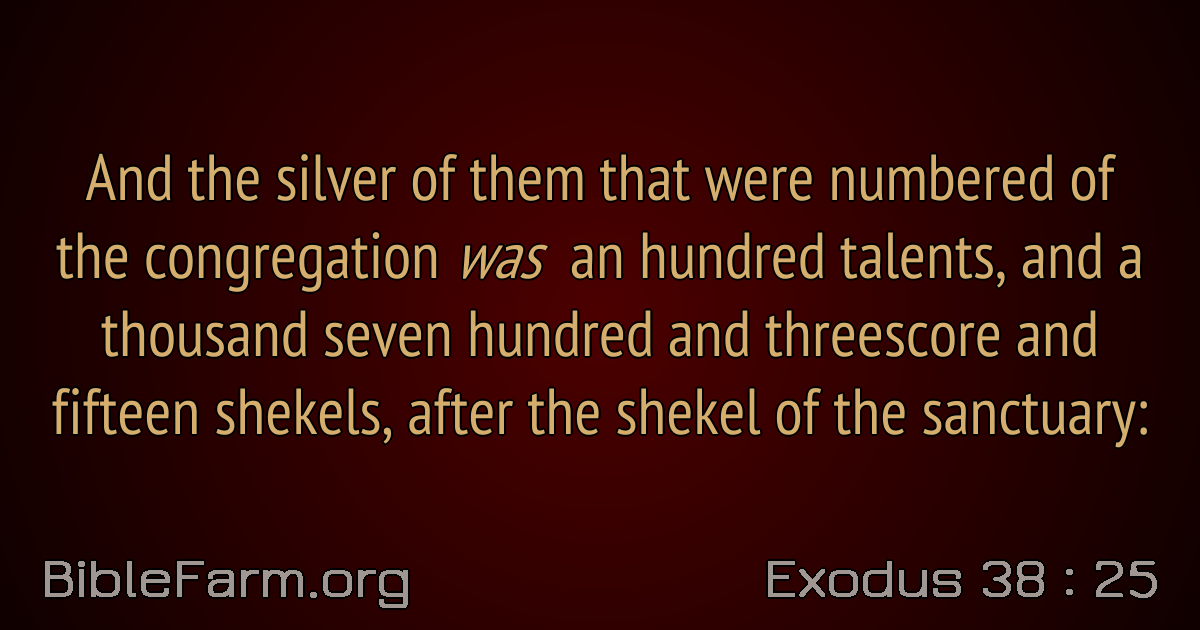 And the silver of them that were numbered of
the congregation was an hundred talents, and a
thousand seven hundred and threescore and
fifteen shekels, after the shekel of the sanctuary:
BibleFarm.org
Exodus 38 : 25